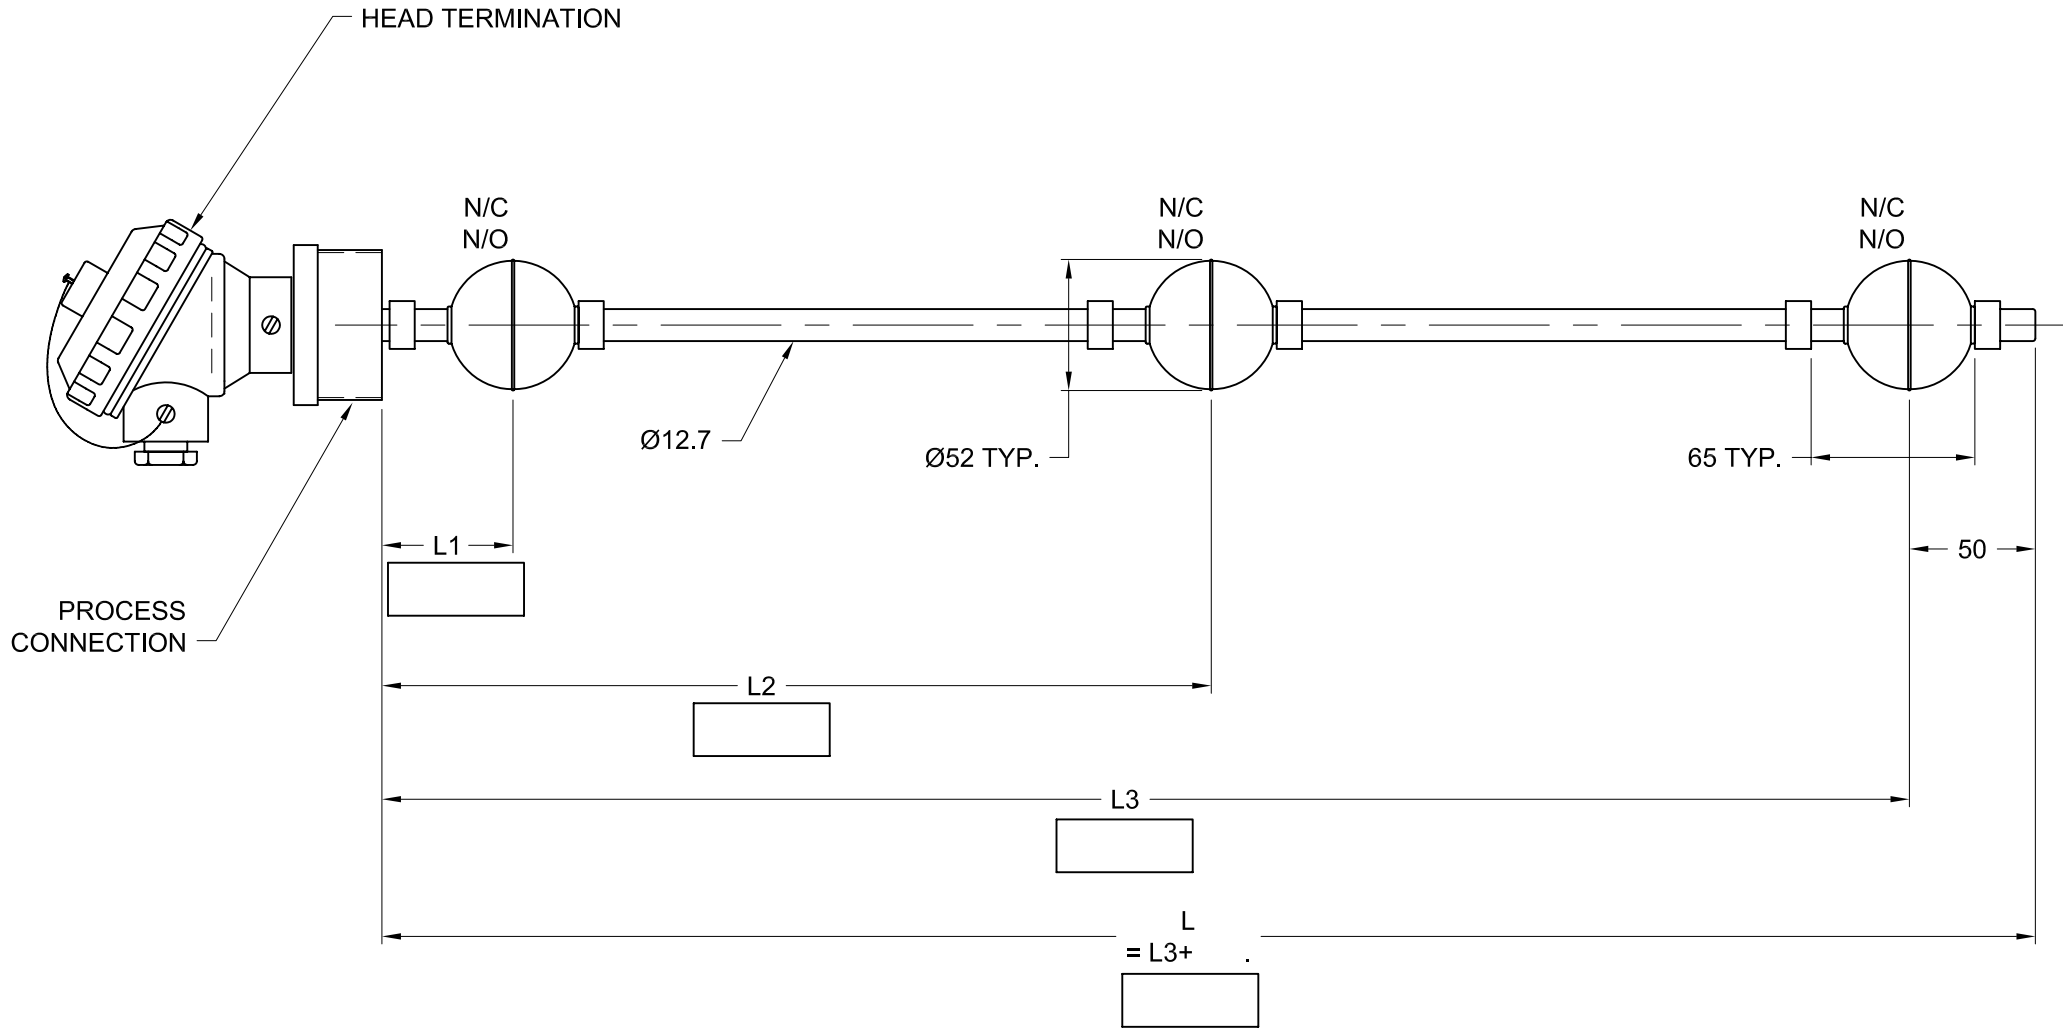 HEAD TERMINATION
N/C
N/O
N/C
N/O
N/C
N/O
Ø12.7
Ø52 TYP.
65 TYP.
L1
50
PROCESS
CONNECTION
L2
L3
L
= L3+ .